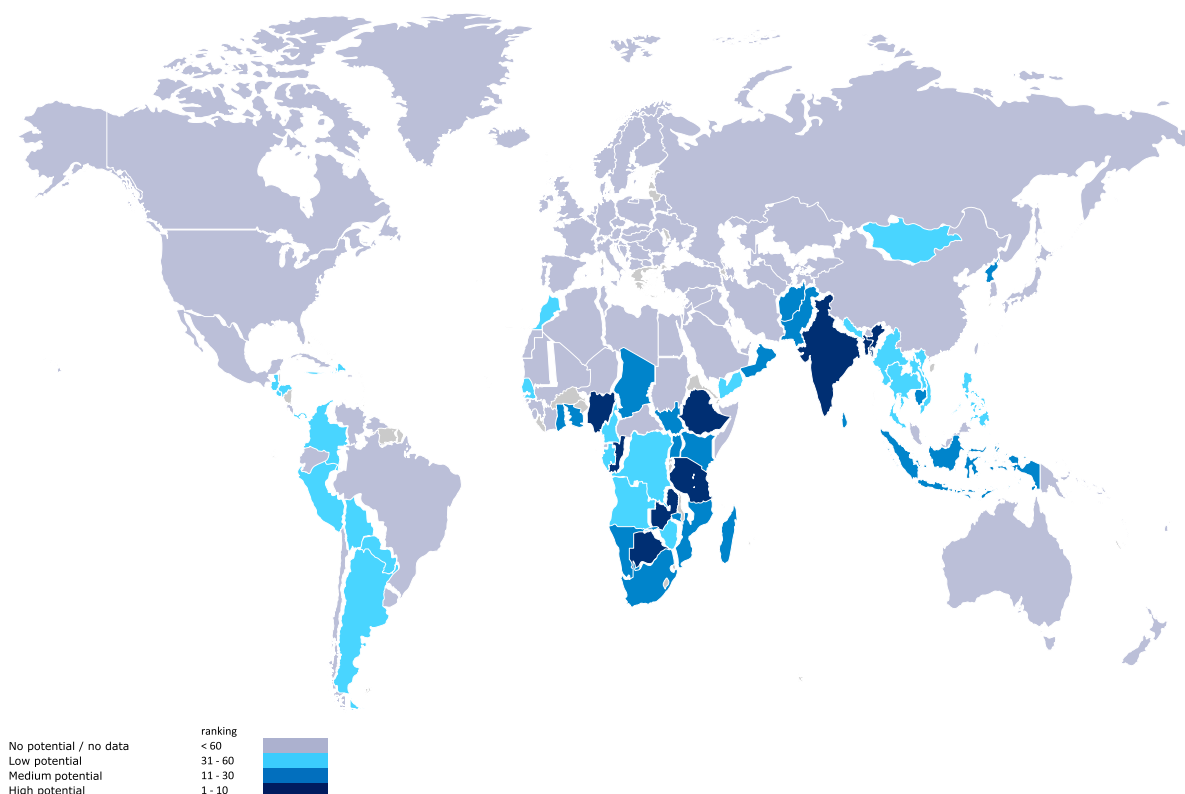 ranking
No potential / no data < 60
Low potential 31 - 60
Medium potential 11 - 30
High potential 1 - 10